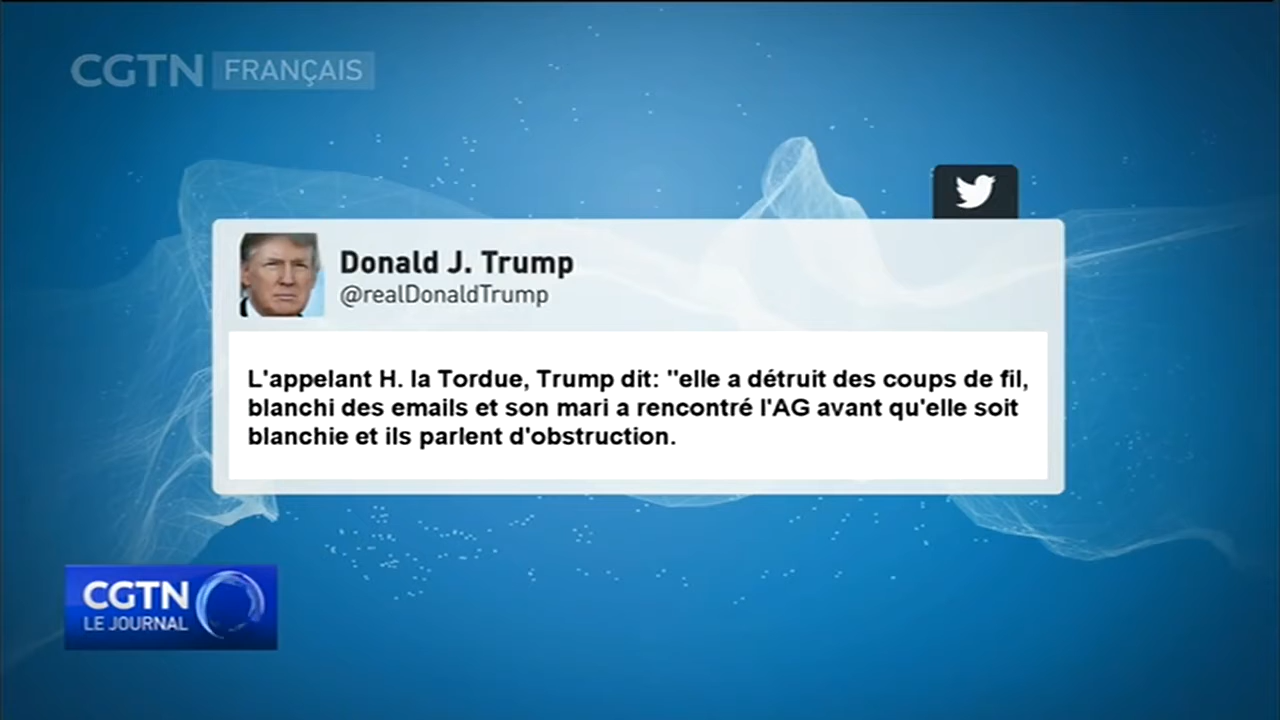 CGTN FRANÇAIS
Donald J. Trump
@realDonaldTrump
L'appelant H. la Tordue, Trump dit: "elle a détruit des coups de fil,
blanchi des emails et son mari a rencontré l'AG avant qu'elle soit
blanchie et ils parlent d'obstruction.
CGTN
LE JOURNAL